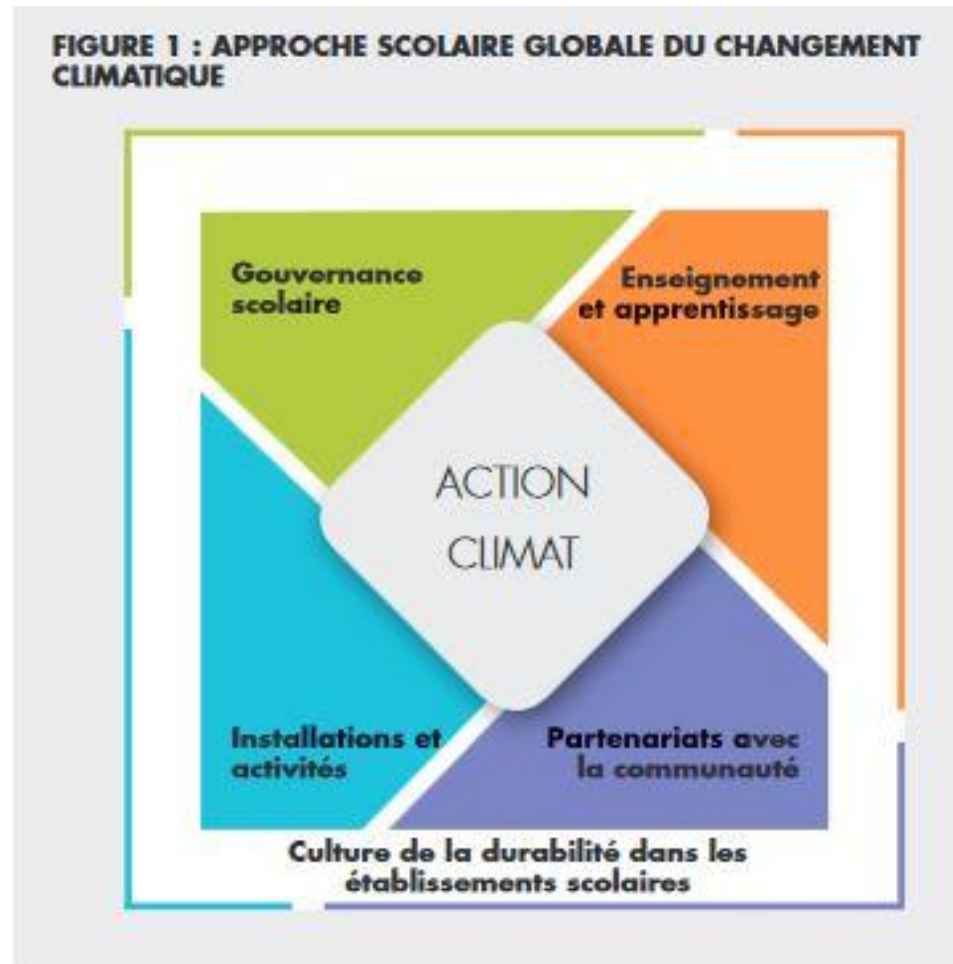 FIGURE 1 : APPROCHE SCOLAIRE GLOBALE DU CHANGEMENT
CLIMATIQUE
Gouvernance
scolaire
Enseignement
et apprentissage
ACTION
CLIMAT
Installations et
activités
Partenariats avec
la communauté
Culture de la durabilité dans les
établissements scolaires